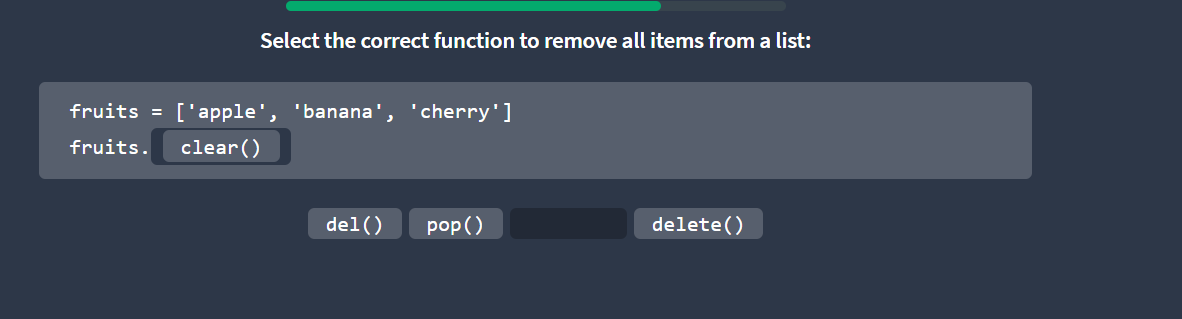 Select the correct function to remove all items from a list:
fruits = ['apple', 'banana', 'cherry']
fruits. clear()
del() pop() delete()